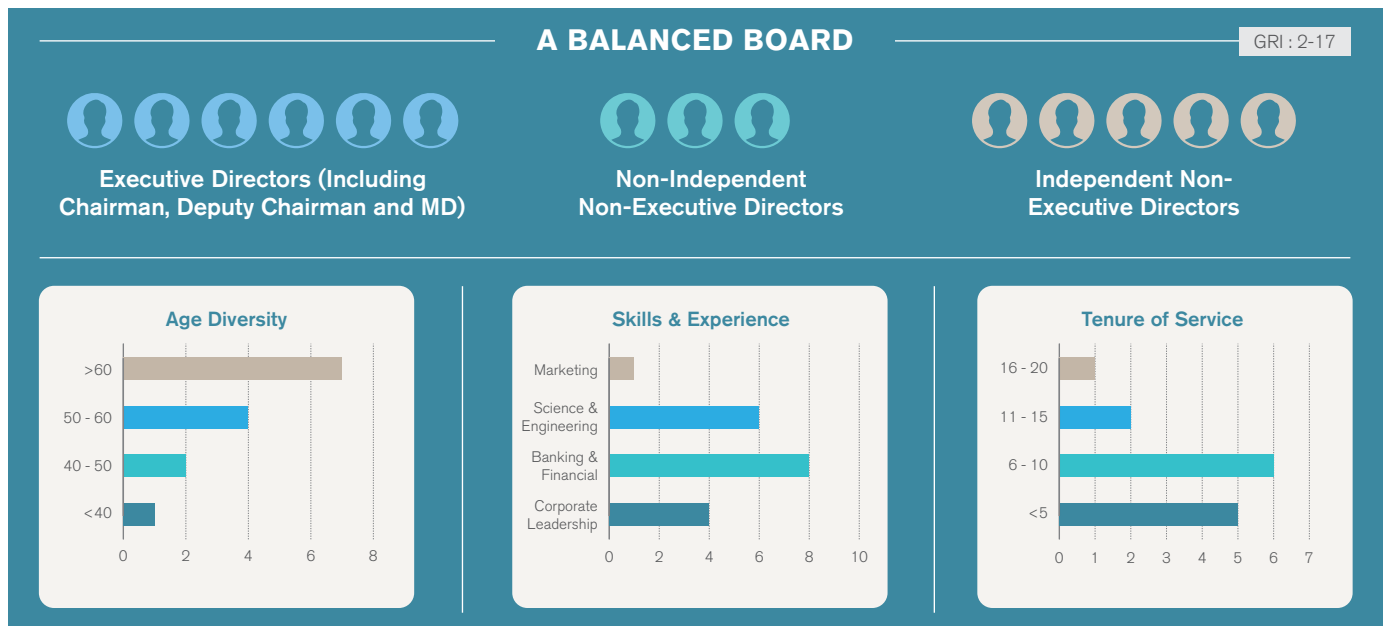 A BALANCED BOARD
GRI : 2-17
Executive Directors (Including
Chairman, Deputy Chairman and MD)
Non-Independent
Non-Executive Directors
Independent Non-
Executive Directors
Age Diversity
>60
50 - 60
40 - 50
<40
0 2 4 6 8
Skills & Experience
Marketing
Science &
Engineering
Banking &
Financial
Corporate
Leadership
0 2 4 6 8 10
Tenure of Service
16 - 20
11 - 15
6 - 10
<5
0 1 2 3 4 5 6 7